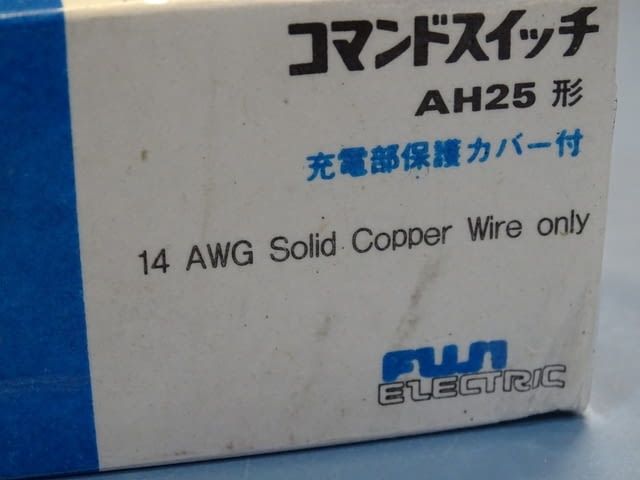 コマンドスイッチ
AH25 形
充電部保護カバー付
14 AWG Solid Copper Wire only
FUJI
ELECTRIC